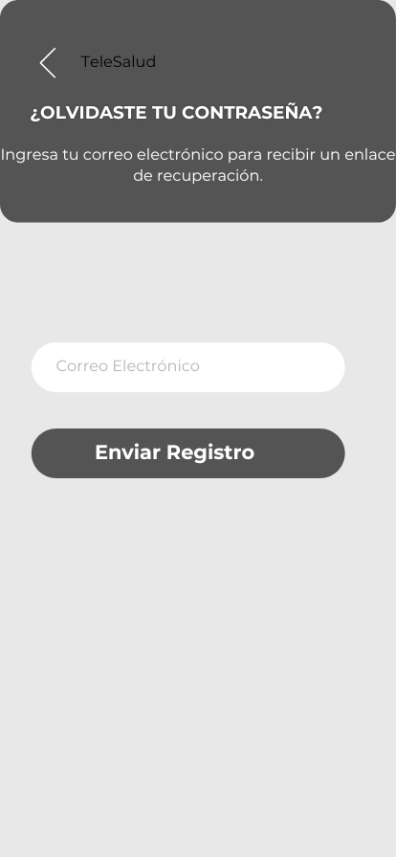 TeleSalud
¿OLVIDASTE TU CONTRASEÑA?
Ingresa tu correo electrónico para recibir un enlace
de recuperación.
Correo Electrónico
Enviar Registro